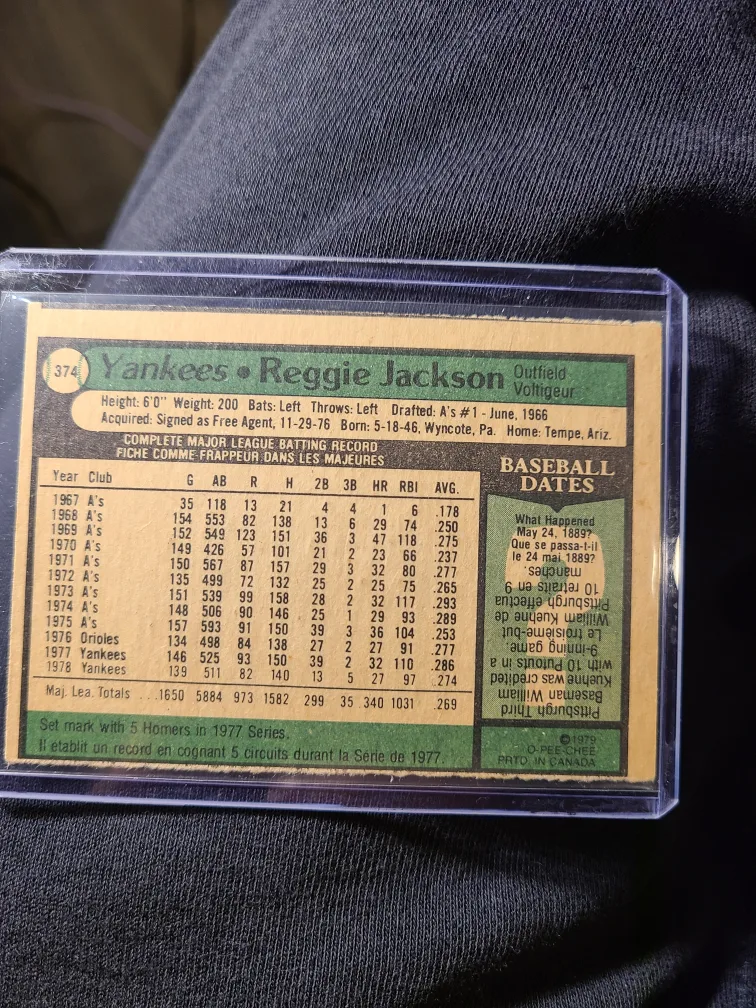 374 Yankees • Reggie Jackson Outfield Voltigeur
Height: 6'0" Weight: 200 Bats: Left Throws: Left Drafted: A's #1 - June, 1966
Acquired: Signed as Free Agent, 11-29-76 Born: 5-18-46, Wyncote, Pa. Home: Tempe, Ariz.
COMPLETE MAJOR LEAGUE BATTING RECORD
FICHE COMME FRAPPEUR DANS LES MAJEURES
Year Club G AB R H 2B 3B HR RBI AVG.
1967 A's 35 118 13 21 4 4 1 6 .178
1968 A's 154 553 82 138 13 6 29 74 .250
1969 A's 152 549 123 151 36 3 47 118 .275
1970 A's 149 426 57 101 21 2 23 66 .237
1971 A's 150 567 87 157 29 3 32 80 .277
1972 A's 135 499 72 132 25 2 25 75 .265
1973 A's 151 539 99 158 28 2 32 117 .293
1974 A's 148 506 90 146 25 1 29 93 .289
1975 A's 157 593 91 150 39 3 36 104 .253
1976 Orioles 134 498 84 138 27 2 27 91 .277
1977 Yankees 146 525 93 150 39 2 32 110 .286
1978 Yankees 139 511 82 140 13 5 27 97 .274
Maj. Lea. Totals ...1650 5884 973 1582 299 35 340 1031 .269
Set mark with 5 Homers in 1977 Series.
Il etablit un record en cognant 5 circuits durant la Série de 1977.
BASEBALL
DATES
What Happened
May 24, 1889?
Que se passa-t-il
le 24 mai 1889?
Pittsburgh Third
Baseman William
Kuehne was credited
with 10 Putouts in a
9-inning game.
Le troisième-but
William Kuehne de
Pittsburgh effectua
10 retraits en 9
manches.
©1979
O-PEE-CHEE
PRTD. IN CANADA